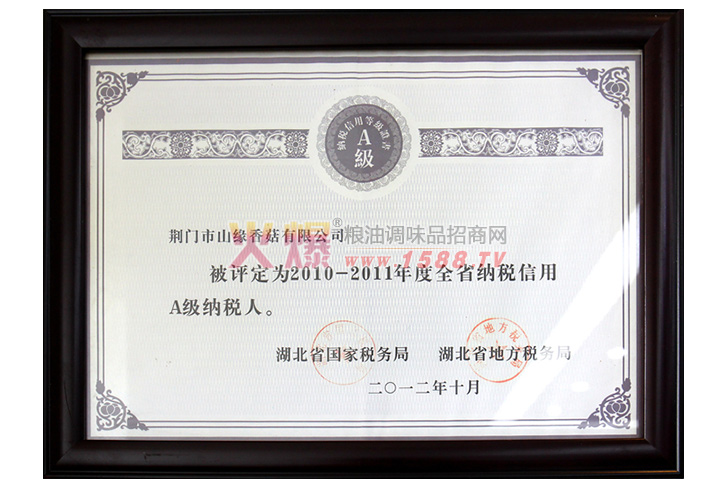 纳税信用等级證書
A
級
荆门市山缘香菇有限公司
火爆®粮油调味品招商网
www.1588.TV
被评定为2010-2011年度全省纳税信用
A级纳税人。
湖北省国家税务局 湖北省地方税务局
二〇一二年十月